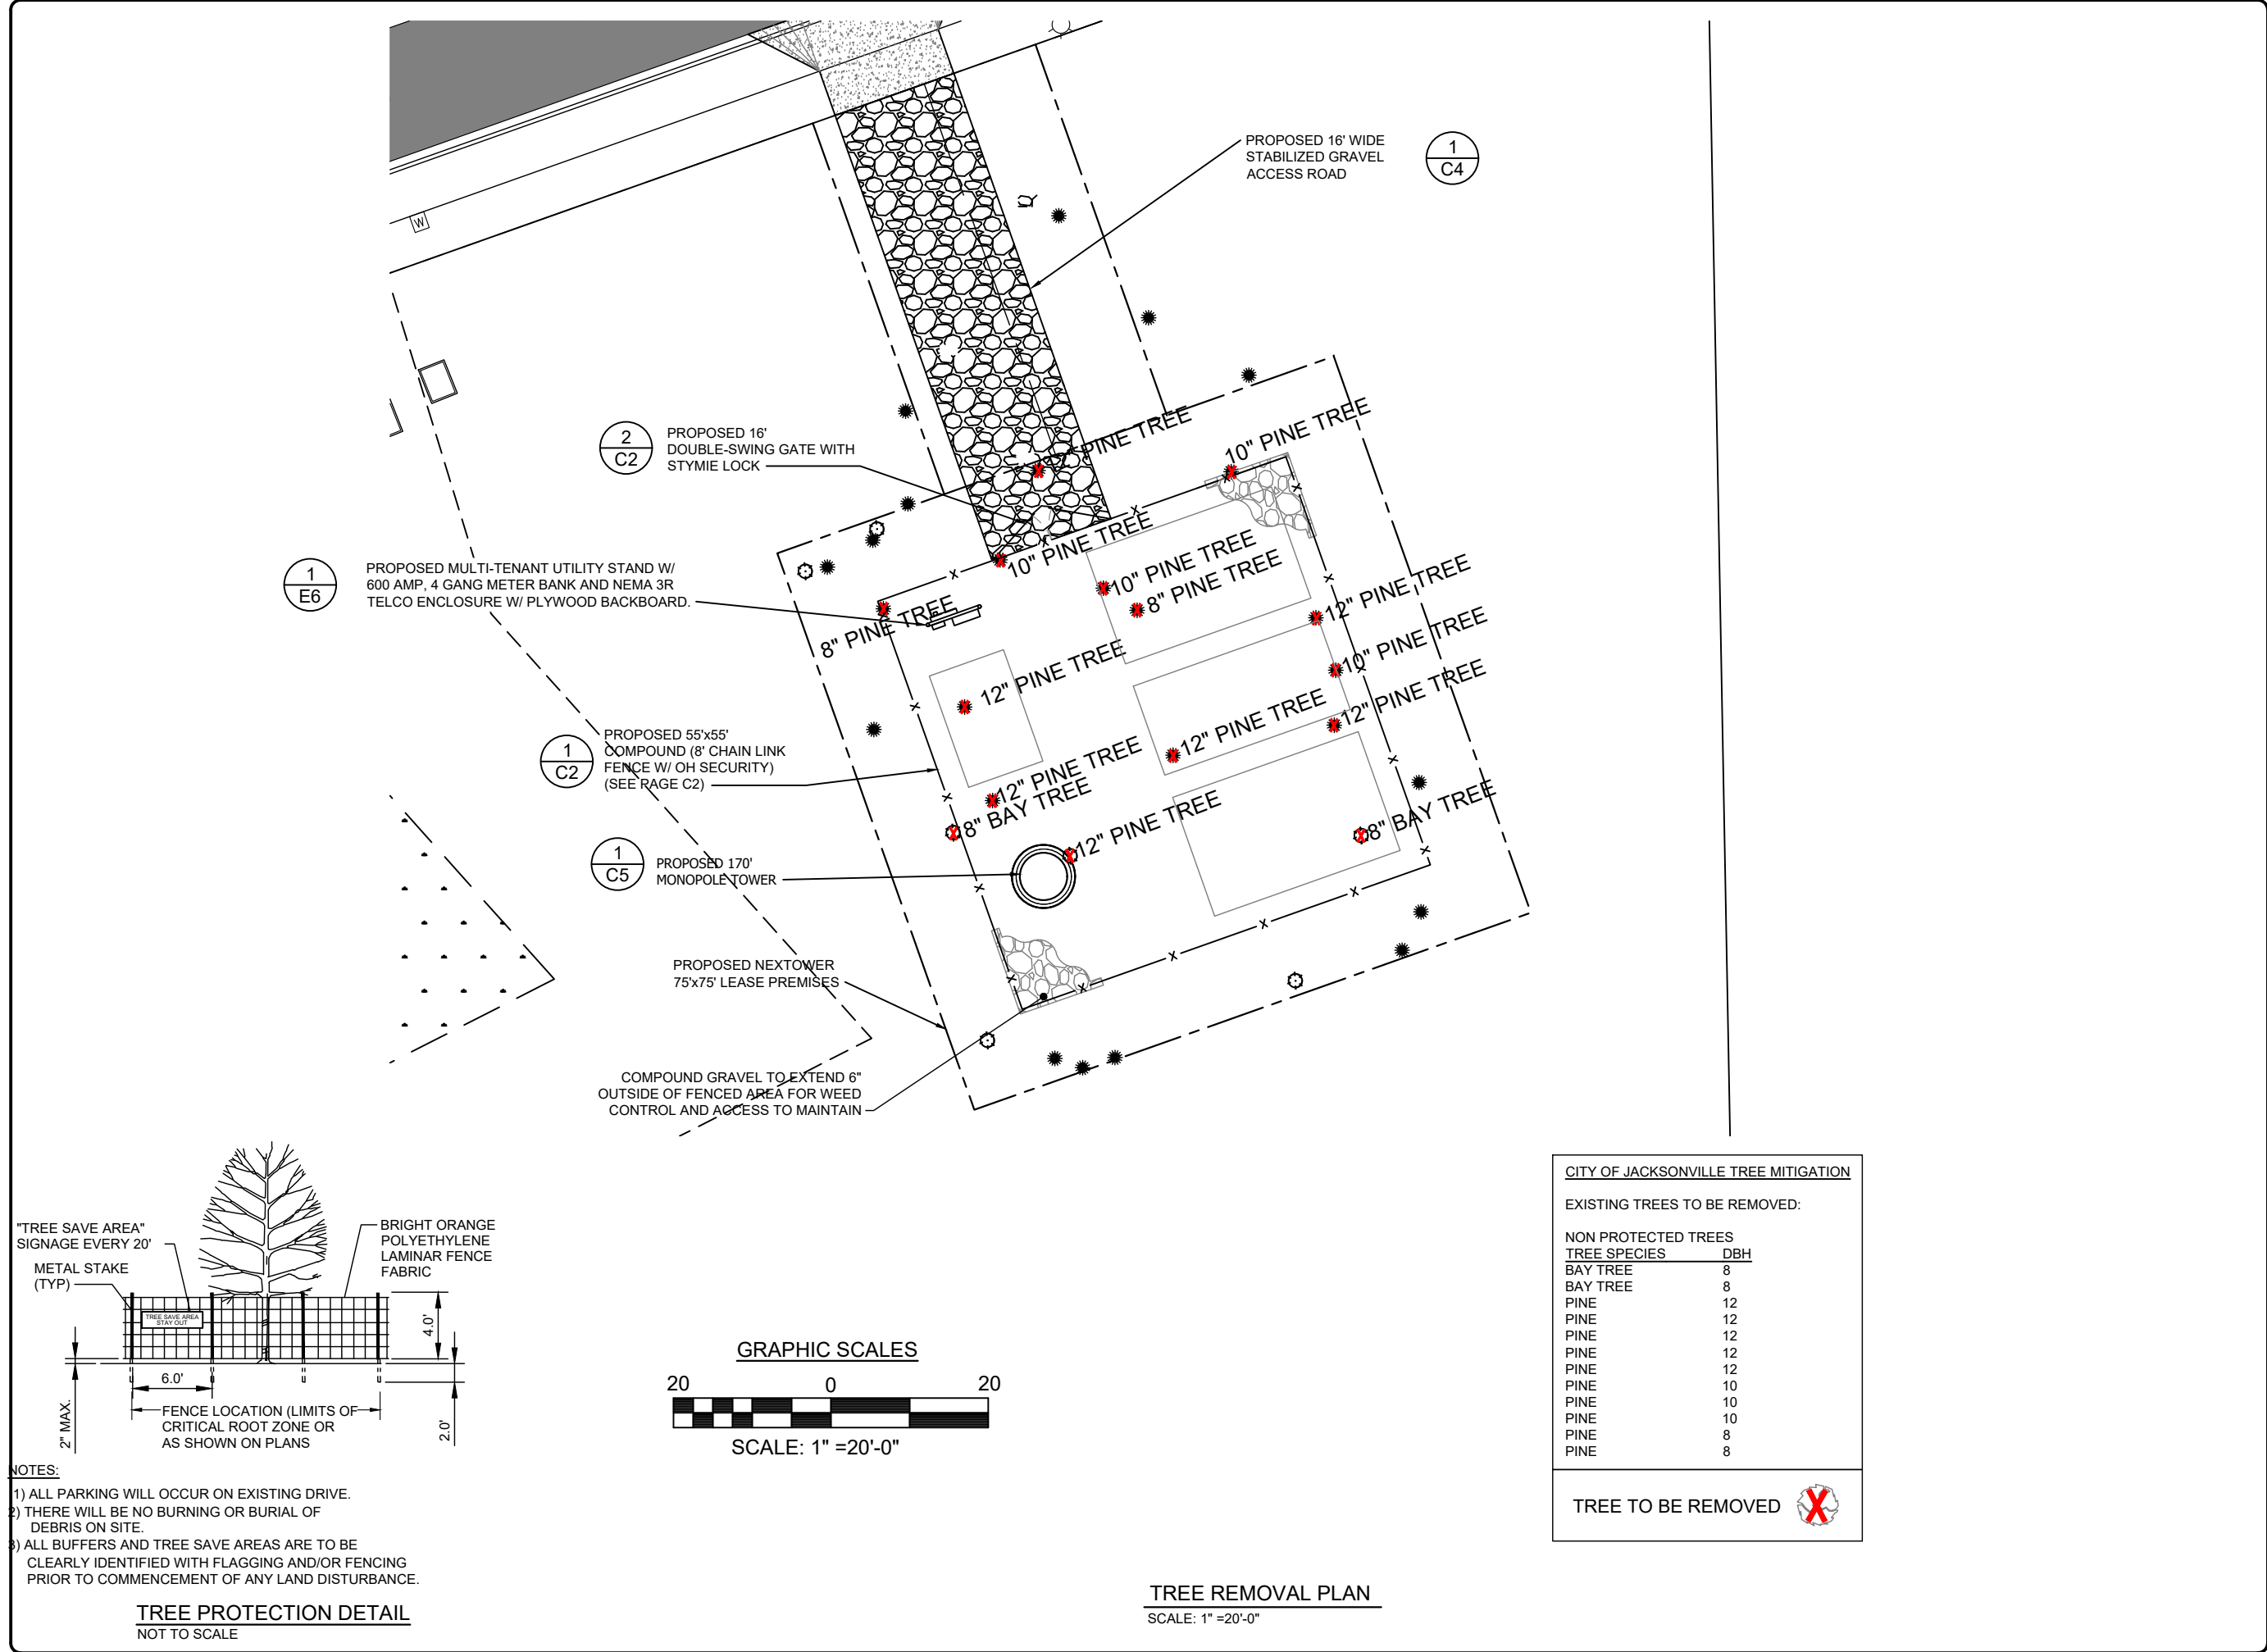 W
PROPOSED 16' WIDE
STABILIZED GRAVEL
ACCESS ROAD
1
C4
2
C2
PROPOSED 16'
DOUBLE-SWING GATE WITH
STYMIE LOCK
PINE TREE
10" PINE TREE
10" PINE TREE
1
E6
PROPOSED MULTI-TENANT UTILITY STAND W/
600 AMP, 4 GANG METER BANK AND NEMA 3R
TELCO ENCLOSURE W/ PLYWOOD BACKBOARD.
10" PINE TREE
8" PINE TREE
12" PINE TREE
8" PINE TREE
10" PINE TREE
12" PINE TREE
12" PINE TREE
12" PINE TREE
1
C2
PROPOSED 55'x55'
COMPOUND (8' CHAIN LINK
FENCE W/ OH SECURITY)
(SEE PAGE C2)
12" PINE TREE
8" BAY TREE
12" PINE TREE
8" BAY TREE
1
C5
PROPOSED 170'
MONOPOLE TOWER
PROPOSED NEXTOWER
75'x75' LEASE PREMISES
COMPOUND GRAVEL TO EXTEND 6"
OUTSIDE OF FENCED AREA FOR WEED
CONTROL AND ACCESS TO MAINTAIN
"TREE SAVE AREA"
SIGNAGE EVERY 20'
METAL STAKE
(TYP)
BRIGHT ORANGE
POLYETHYLENE
LAMINAR FENCE
FABRIC
TREE SAVE AREA
STAY OUT
4.0'
6.0'
2" MAX.
2.0'
FENCE LOCATION (LIMITS OF
CRITICAL ROOT ZONE OR
AS SHOWN ON PLANS
NOTES:
1) ALL PARKING WILL OCCUR ON EXISTING DRIVE.
2) THERE WILL BE NO BURNING OR BURIAL OF
DEBRIS ON SITE.
3) ALL BUFFERS AND TREE SAVE AREAS ARE TO BE
CLEARLY IDENTIFIED WITH FLAGGING AND/OR FENCING
PRIOR TO COMMENCEMENT OF ANY LAND DISTURBANCE.
TREE PROTECTION DETAIL
NOT TO SCALE
GRAPHIC SCALES
20 0 20
SCALE: 1" =20'-0"
TREE REMOVAL PLAN
SCALE: 1" =20'-0"
CITY OF JACKSONVILLE TREE MITIGATION
EXISTING TREES TO BE REMOVED:
NON PROTECTED TREES
TREE SPECIES DBH
BAY TREE 8
BAY TREE 8
PINE 12
PINE 12
PINE 12
PINE 12
PINE 12
PINE 10
PINE 10
PINE 10
PINE 8
PINE 8
TREE TO BE REMOVED